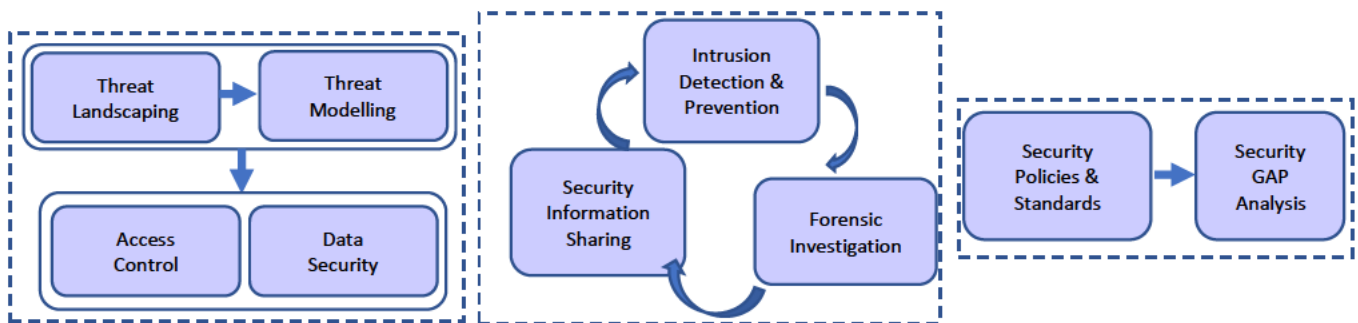 Threat
Landscaping
Threat
Modelling
Access
Control
Data
Security
Intrusion
Detection &
Prevention
Security
Information
Sharing
Forensic
Investigation
Security
Policies &
Standards
Security
GAP
Analysis